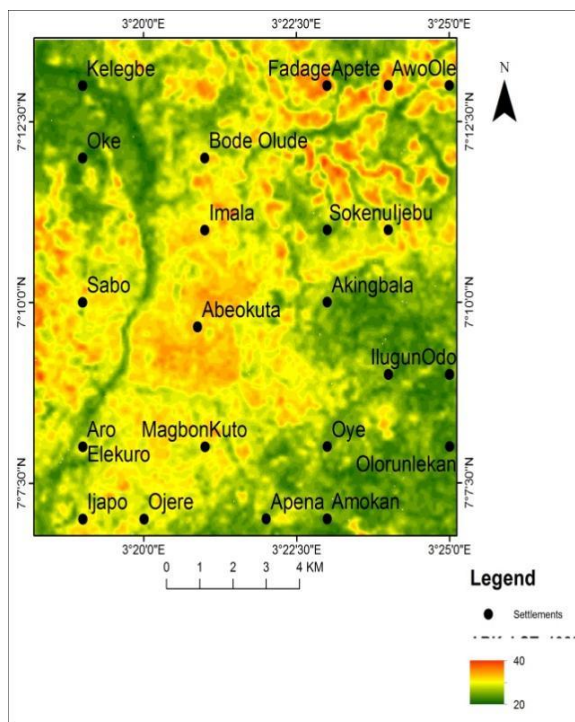 3°20'0"E 3°22'30"E 3°25'0"E
N
Kelegbe FadageApete AwoOle
7°12'30"N 7°12'30"N
Oke Bode Olude
Imala SokenuIjebu
Sabo Akingbala
7°10'0"N 7°10'0"N
Abeokuta
IlugunOdo
Aro MagbonKuto Oye
Elekuro Olorunlekan
7°7'30"N 7°7'30"N
Ijapo Ojere Apena Amokan
3°20'0"E 3°22'30"E 3°25'0"E
0 1 2 3 4 KM
Legend
Settlements
40
20